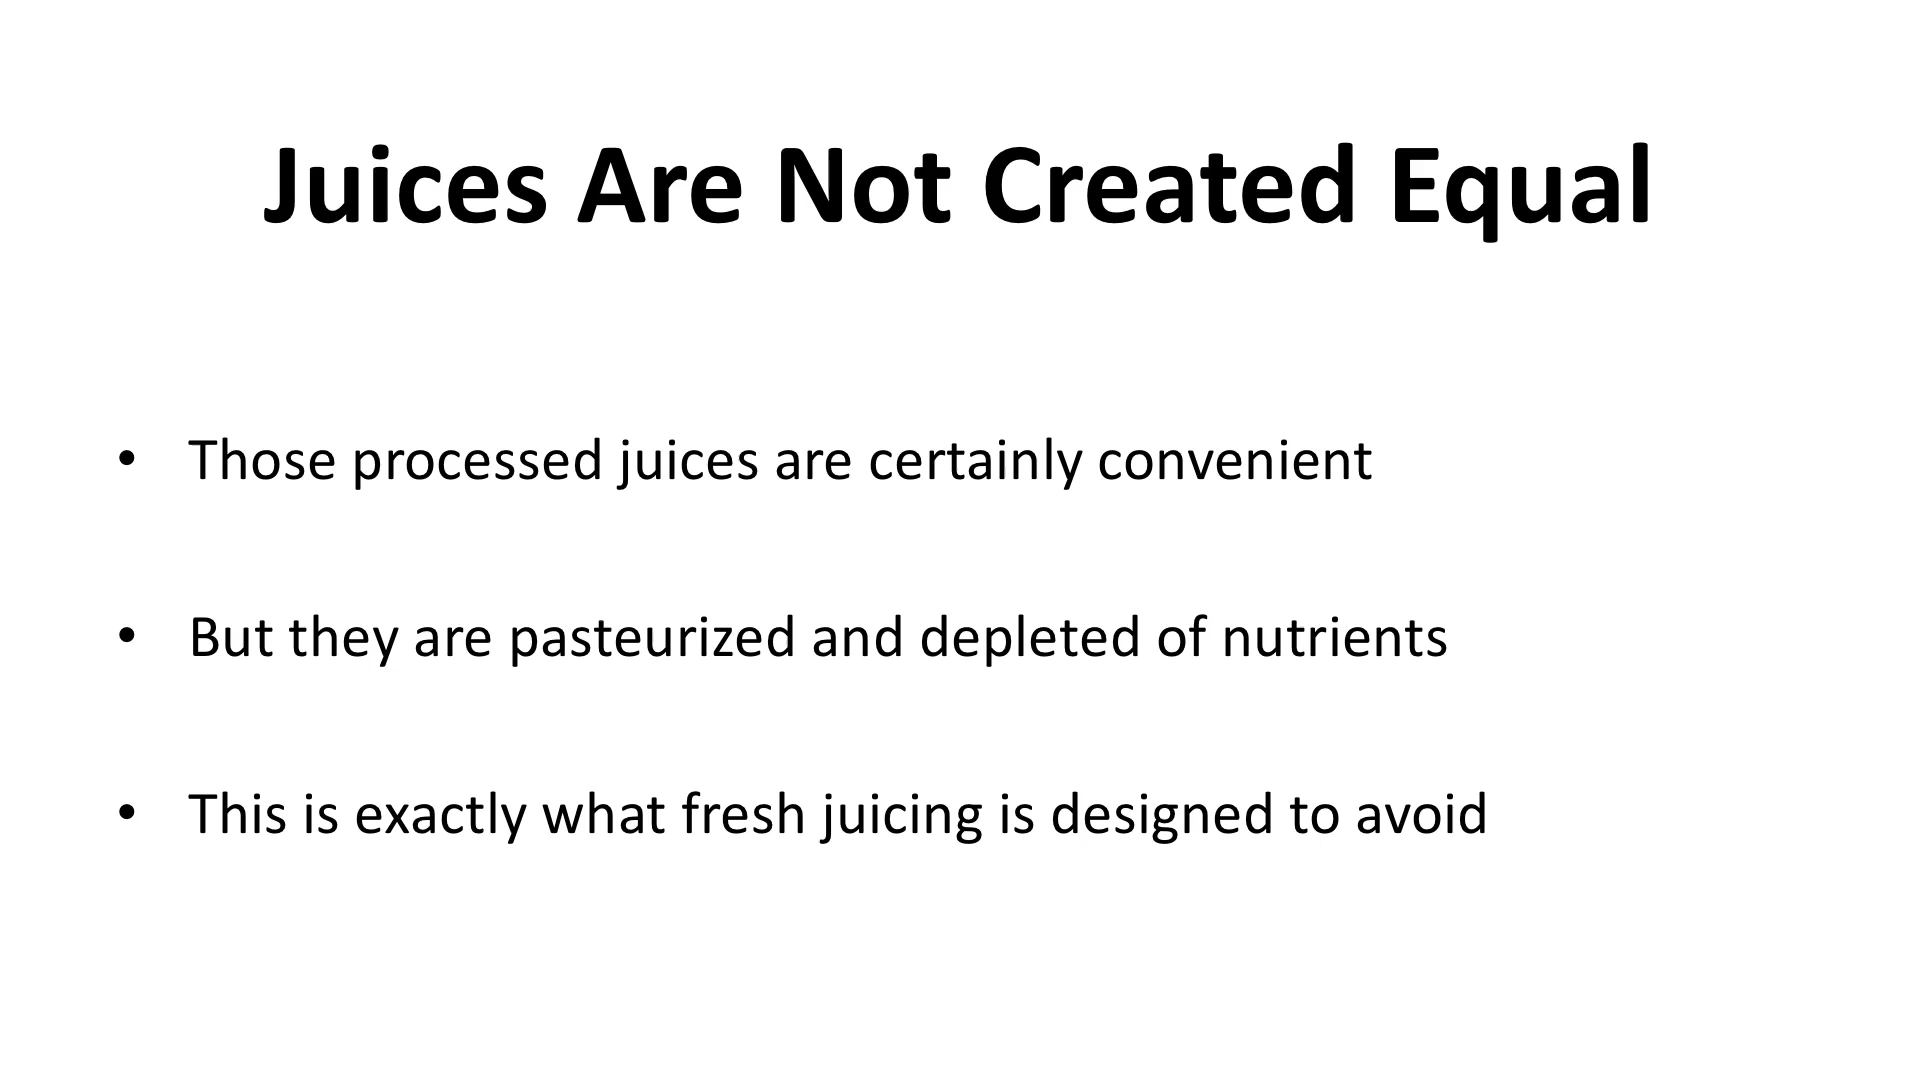 Juices Are Not Created Equal
• Those processed juices are certainly convenient
• But they are pasteurized and depleted of nutrients
• This is exactly what fresh juicing is designed to avoid